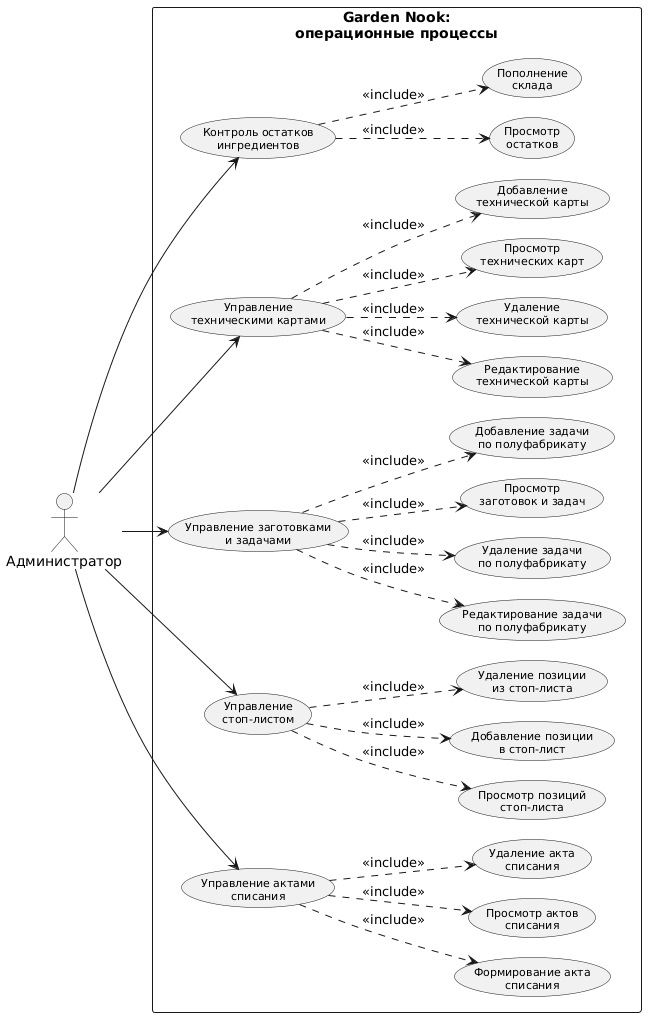 Garden Nook:
операционные процессы
Пополнение
склада
«include»
Контроль остатков
ингредиентов
«include»
Просмотр
остатков
Добавление
технической карты
«include»
Просмотр
технических карт
«include»
Управление
техническими картами
«include»
Удаление
технической карты
«include»
Редактирование
технической карты
Добавление задачи
по полуфабрикату
«include»
Просмотр
заготовок и задач
«include»
Управление заготовками
и задачами
«include»
Удаление задачи
по полуфабрикату
«include»
Редактирование задачи
по полуфабрикату
Администратор
Удаление позиции
из стоп-листа
«include»
Управление
стоп-листом
«include»
Добавление позиции
в стоп-лист
«include»
Просмотр позиций
стоп-листа
Удаление акта
списания
«include»
Управление актами
списания
«include»
Просмотр актов
списания
«include»
Формирование акта
списания